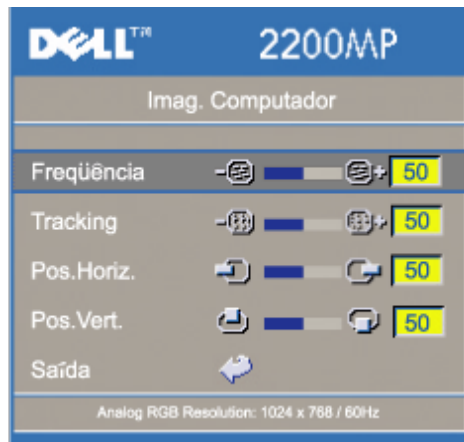 DELL™ 2200MP
Imag. Computador
Freqüência - + 50
Tracking - + 50
Pos.Horiz. 50
Pos.Vert. 50
Saída
Analog RGB Resolution: 1024 x 768 / 60Hz